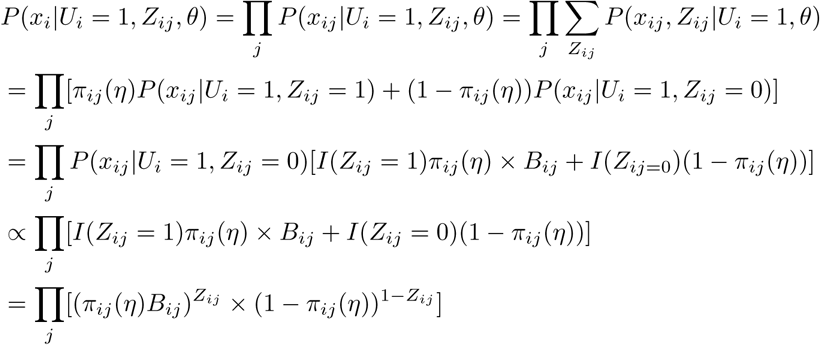 P(x_i|U_i = 1, Z_{ij}, θ) = ∏_j P(x_{ij}|U_i = 1, Z_{ij}, θ) = ∏_j ∑_{Z_{ij}} P(x_{ij}, Z_{ij}|U_i = 1, θ)
= ∏_j [π_{ij}(η)P(x_{ij}|U_i = 1, Z_{ij} = 1) + (1 − π_{ij}(η))P(x_{ij}|U_i = 1, Z_{ij} = 0)]
= ∏_j P(x_{ij}|U_i = 1, Z_{ij} = 0)[I(Z_{ij} = 1)π_{ij}(η) × B_{ij} + I(Z_{ij=0})(1 − π_{ij}(η))]
∝ ∏_j [I(Z_{ij} = 1)π_{ij}(η) × B_{ij} + I(Z_{ij} = 0)(1 − π_{ij}(η))]
= ∏_j [(π_{ij}(η)B_{ij})^{Z_{ij}} × (1 − π_{ij}(η))^{1−Z_{ij}}]